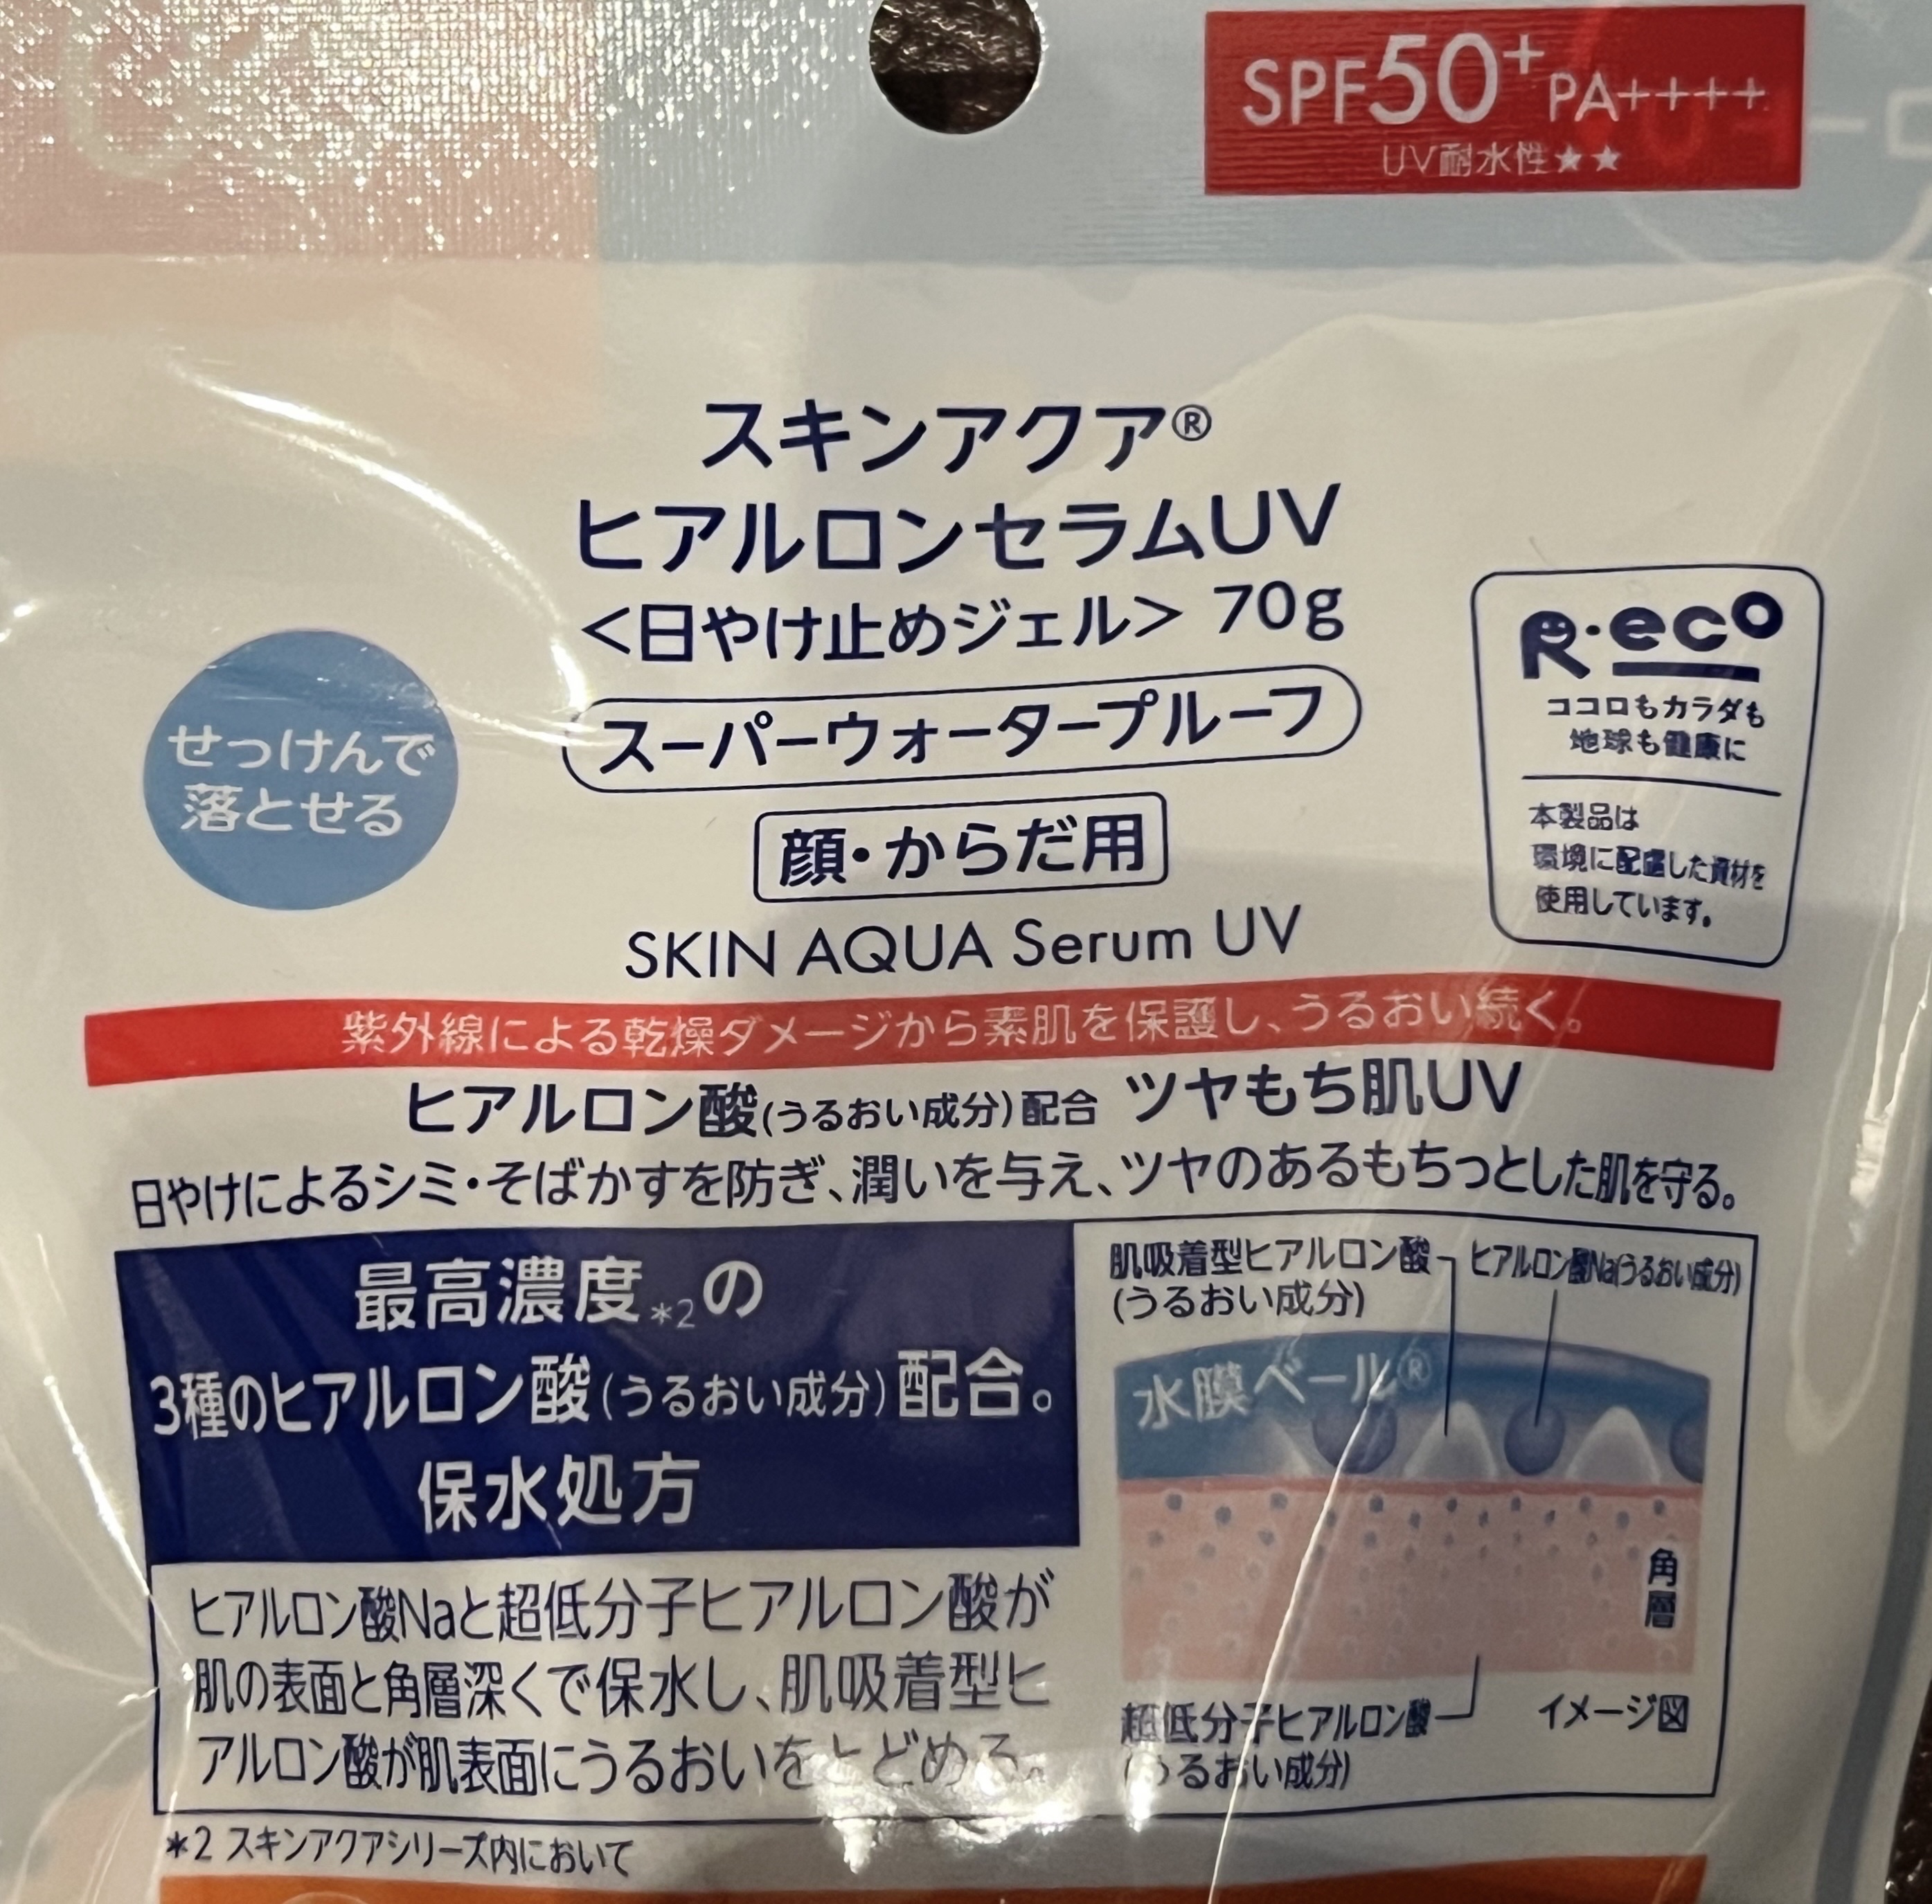 SPF50+ PA++++
UV耐水性★★
スキンアクア®
ヒアルロンセラムUV
<日やけ止めジェル> 70g
スーパーウォータープルーフ
顔・からだ用
SKIN AQUA Serum UV
せっけんで
落とせる
R・eco
ココロもカラダも
地球も健康に
本製品は
環境に配慮した資材を
使用しています。
紫外線による乾燥ダメージから素肌を保護し、うるおい続く。
ヒアルロン酸(うるおい成分)配合 ツヤもち肌UV
日やけによるシミ・そばかすを防ぎ、潤いを与え、ツヤのあるもちっとした肌を守る。
最高濃度*2の
3種のヒアルロン酸(うるおい成分)配合。
保水処方
ヒアルロン酸Naと超低分子ヒアルロン酸が
肌の表面と角層深くで保水し、肌吸着型ヒ
アルロン酸が肌表面にうるおいをとどめる。
肌吸着型ヒアルロン酸
(うるおい成分)
ヒアルロン酸Na(うるおい成分)
水膜ベール®
角層
超低分子ヒアルロン酸
(うるおい成分)
イメージ図
*2 スキンアクアシリーズ内において